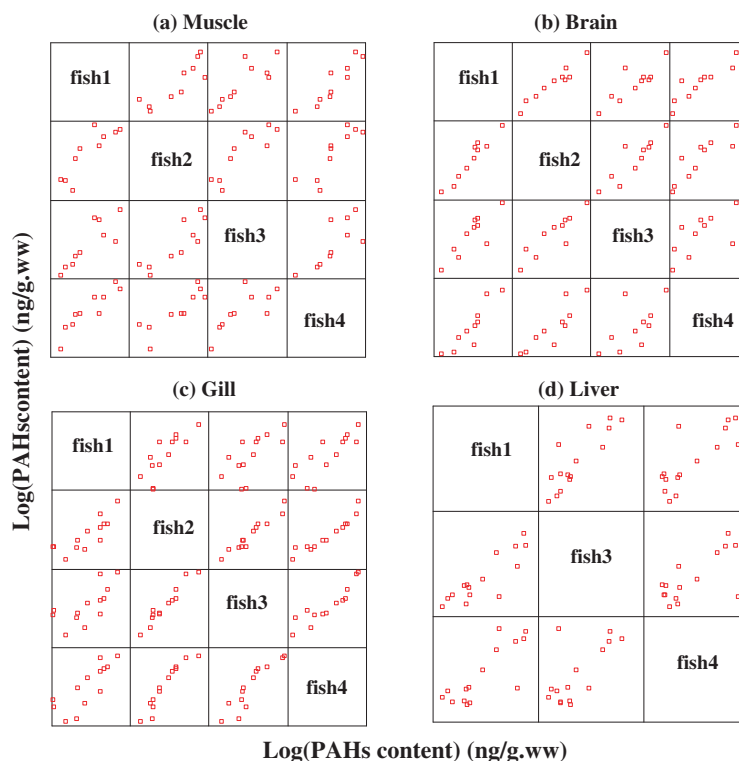 (a) Muscle
fish1
fish2
fish3
fish4
(b) Brain
fish1
fish2
fish3
fish4
(c) Gill
fish1
fish2
fish3
fish4
(d) Liver
fish1
fish3
fish4
Log(PAHscontent) (ng/g.ww)
Log(PAHs content) (ng/g.ww)